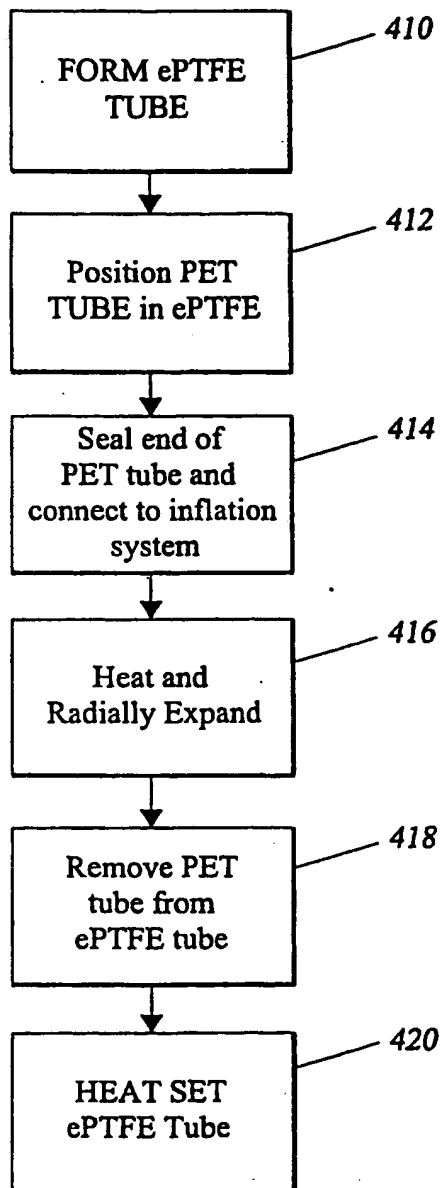 410
FORM ePTFE
TUBE
412
Position PET
TUBE in ePTFE
414
Seal end of
PET tube and
connect to inflation
system
416
Heat and
Radially Expand
418
Remove PET
tube from
ePTFE tube
420
HEAT SET
ePTFE Tube